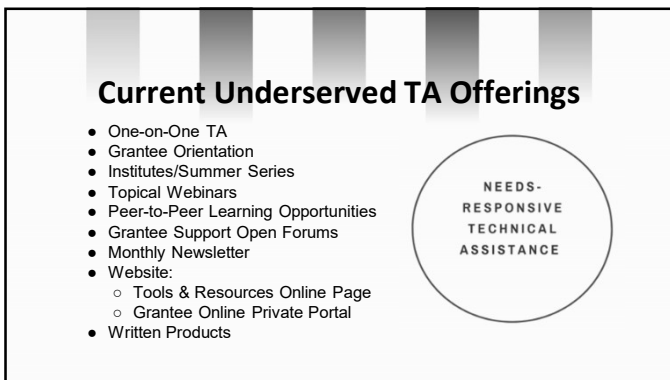 Current Underserved TA Offerings
● One-on-One TA
● Grantee Orientation
● Institutes/Summer Series
● Topical Webinars
● Peer-to-Peer Learning Opportunities
● Grantee Support Open Forums
● Monthly Newsletter
● Website:
○ Tools & Resources Online Page
○ Grantee Online Private Portal
● Written Products
NEEDS-
RESPONSIVE
TECHNICAL
ASSISTANCE